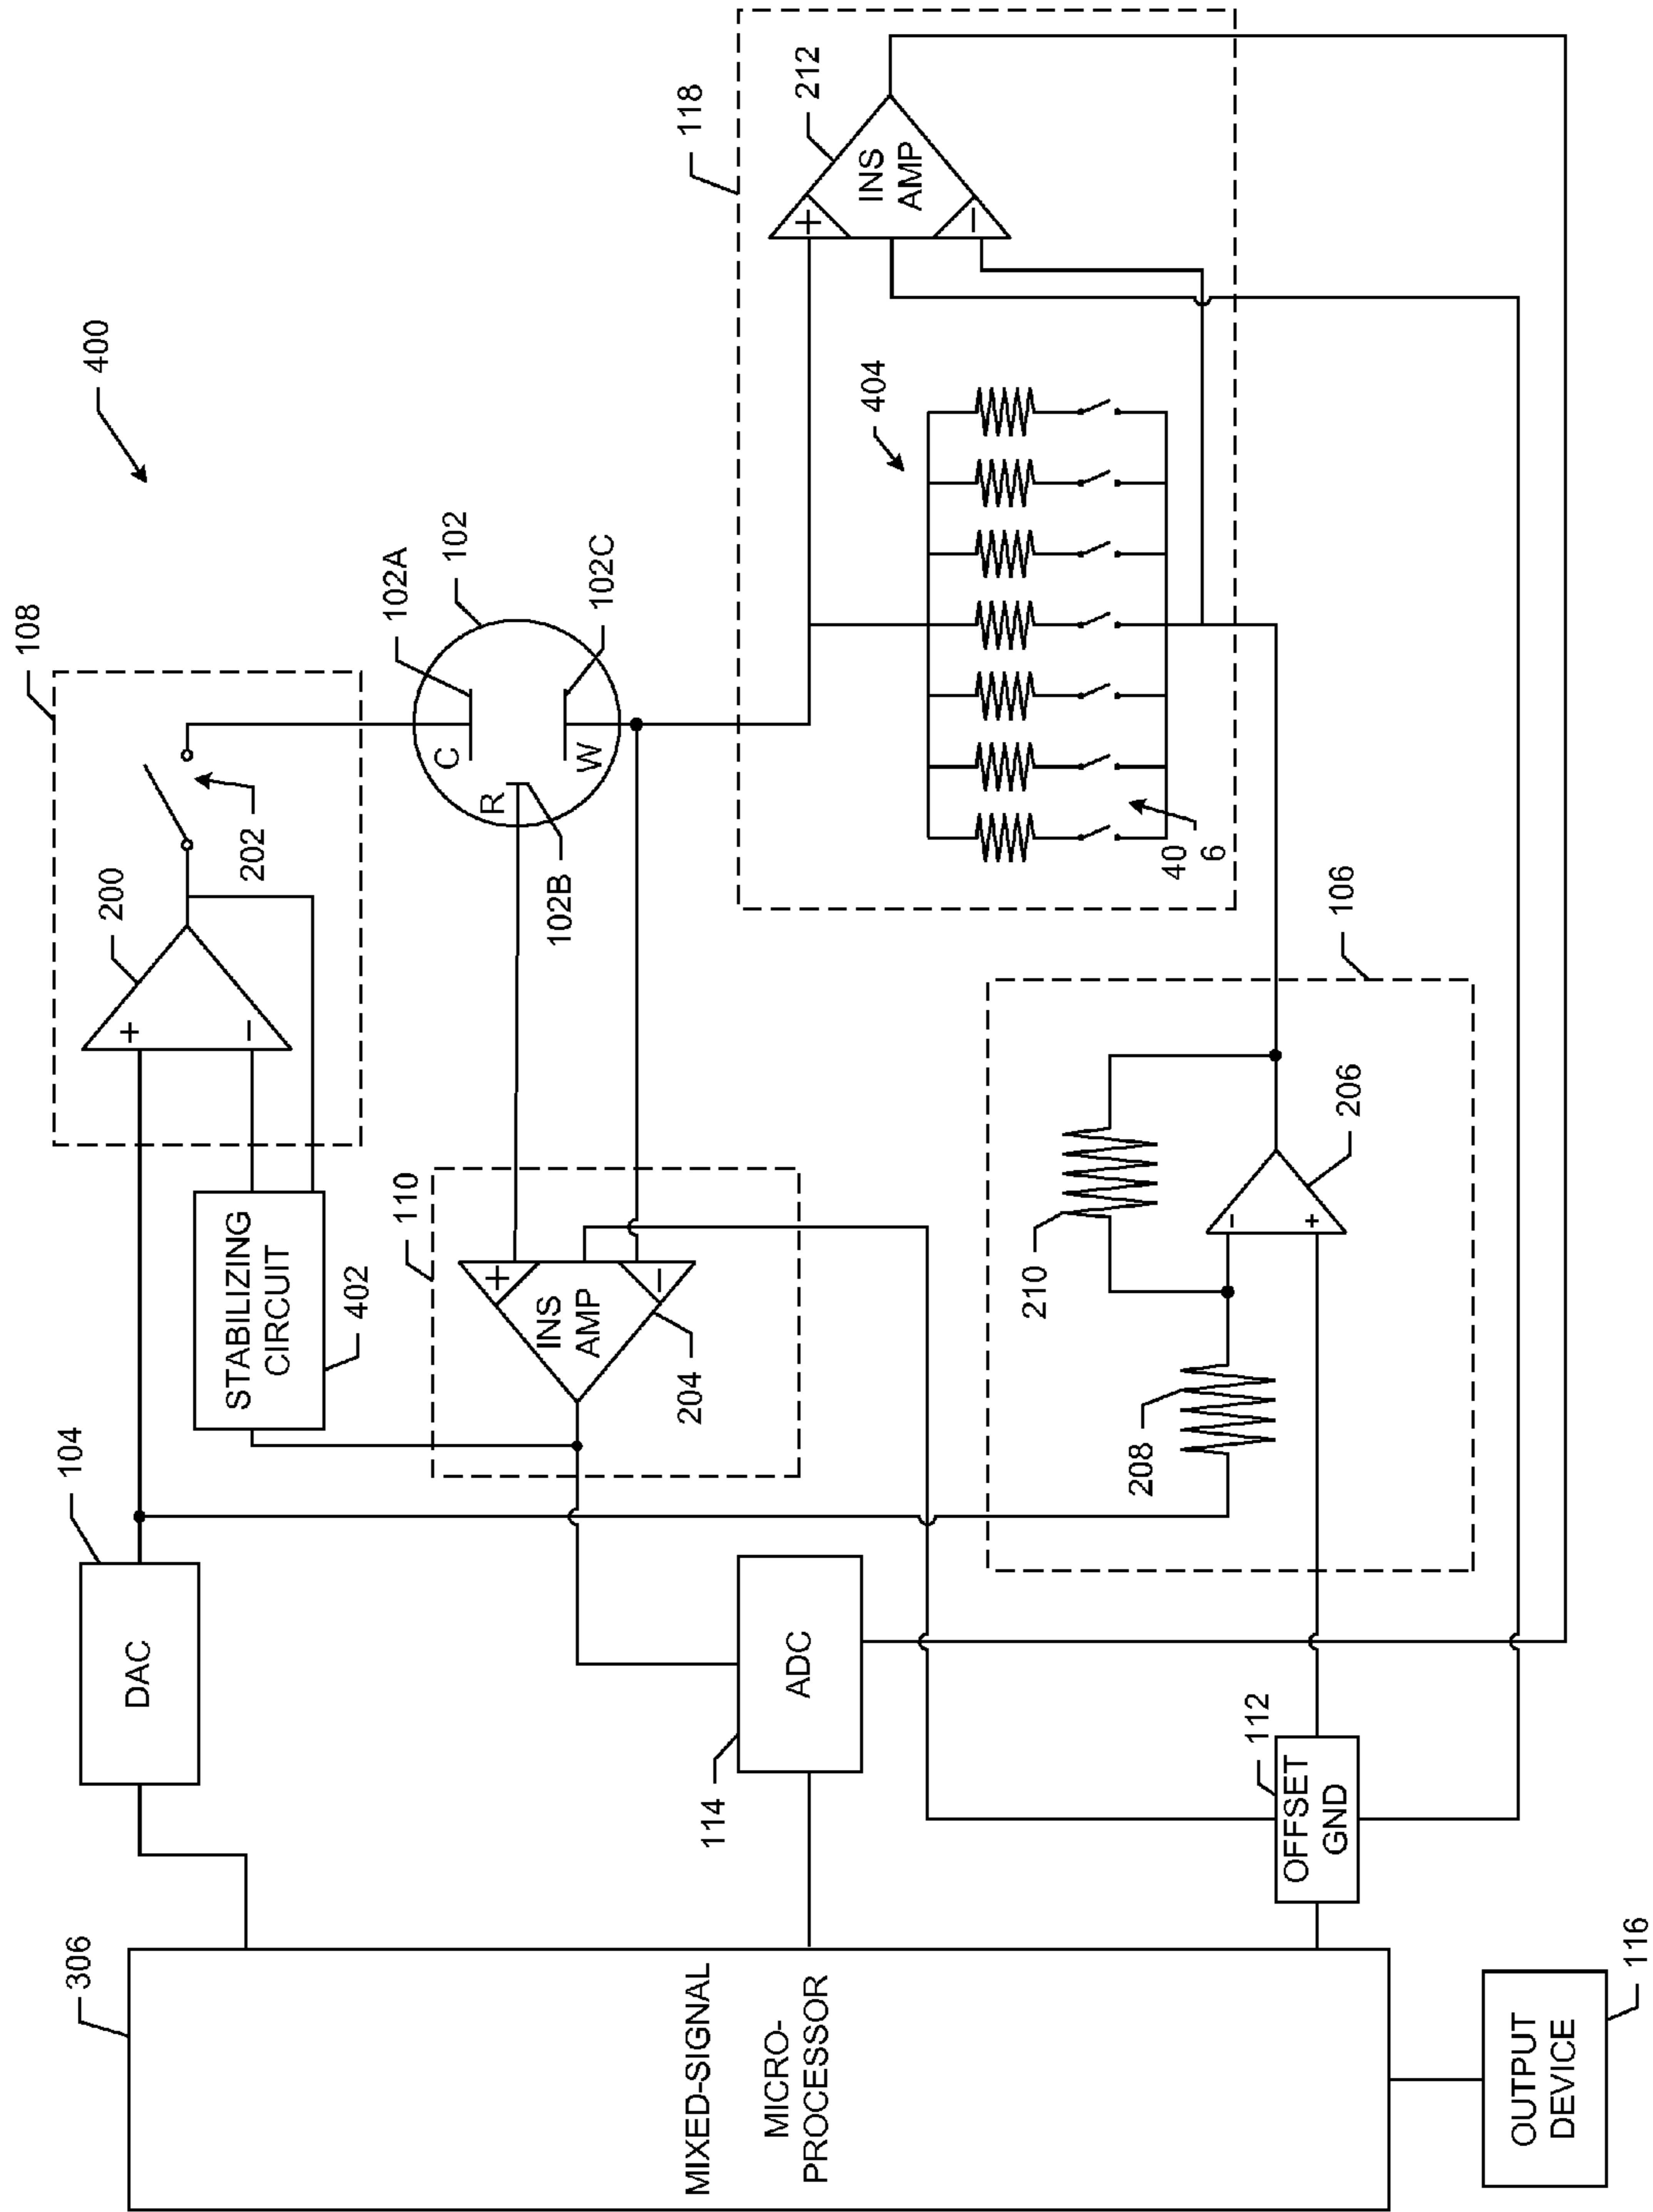 400
108
200
+
−
202
STABILIZING
CIRCUIT
402
104
DAC
306
MIXED-SIGNAL
MICRO-
PROCESSOR
102A
102
102C
C
R
W
102B
110
+
−
INS
AMP
204
114
ADC
118
212
+
−
INS
AMP
404
40
6
106
210
208
−
+
206
112
OFFSET
GND
OUTPUT
DEVICE
116